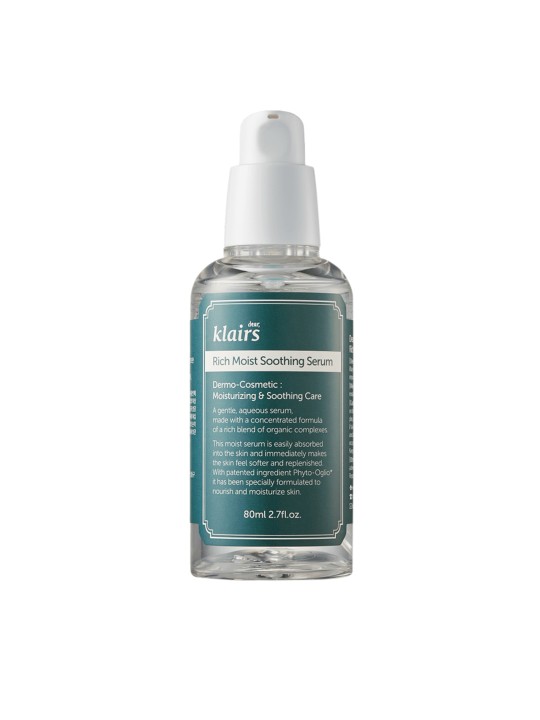 dear,
klairs
Rich Moist Soothing Serum
Dermo-Cosmetic :
Moisturizing & Soothing Care
A gentle, aqueous serum,
made with a concentrated formula
of a rich blend of organic complexes.
This moist serum is easily absorbed
into the skin and immediately makes
the skin feel softer and replenished.
With patented ingredient Phyto-Oglio®
it has been specially formulated to
nourish and moisturize skin.
80ml 2.7fl.oz.